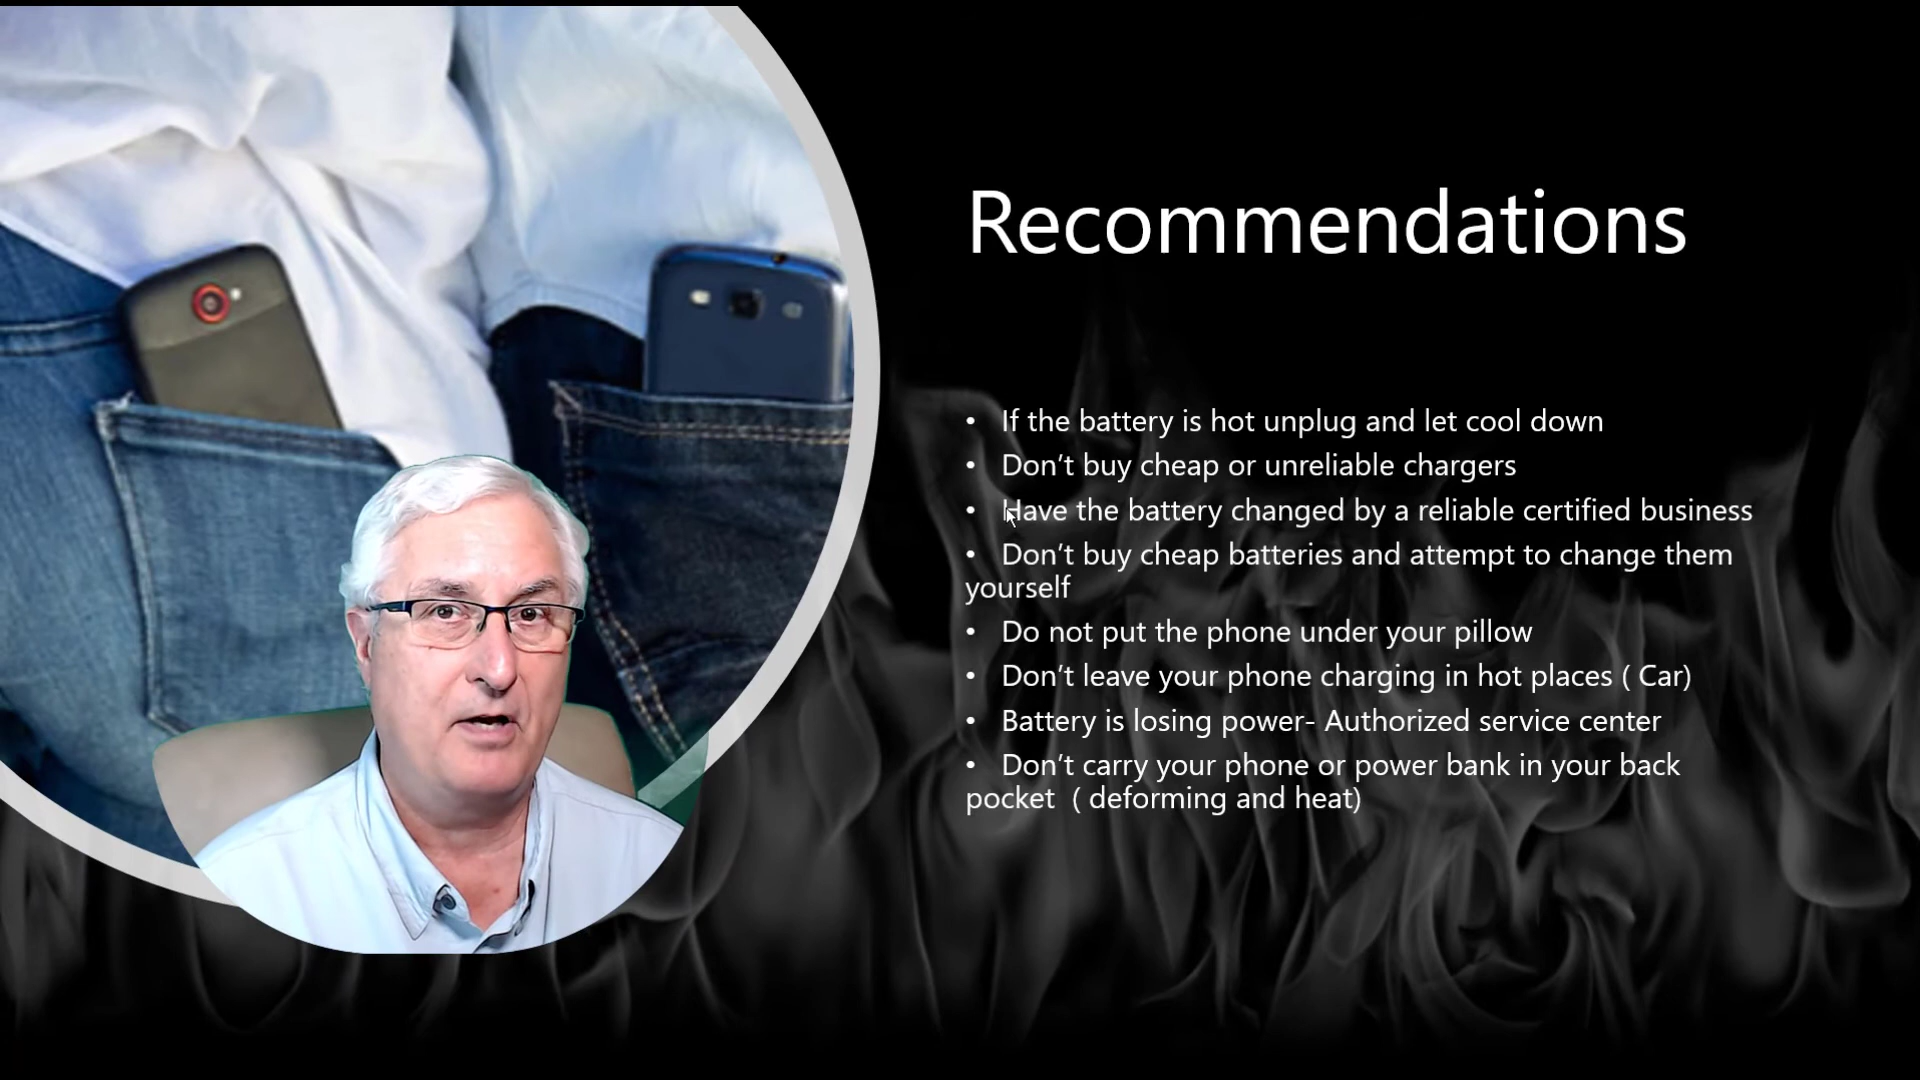 Recommendations
• If the battery is hot unplug and let cool down
• Don’t buy cheap or unreliable chargers
• Have the battery changed by a reliable certified business
• Don’t buy cheap batteries and attempt to change them
yourself
• Do not put the phone under your pillow
• Don’t leave your phone charging in hot places ( Car)
• Battery is losing power- Authorized service center
• Don’t carry your phone or power bank in your back
pocket  ( deforming and heat)